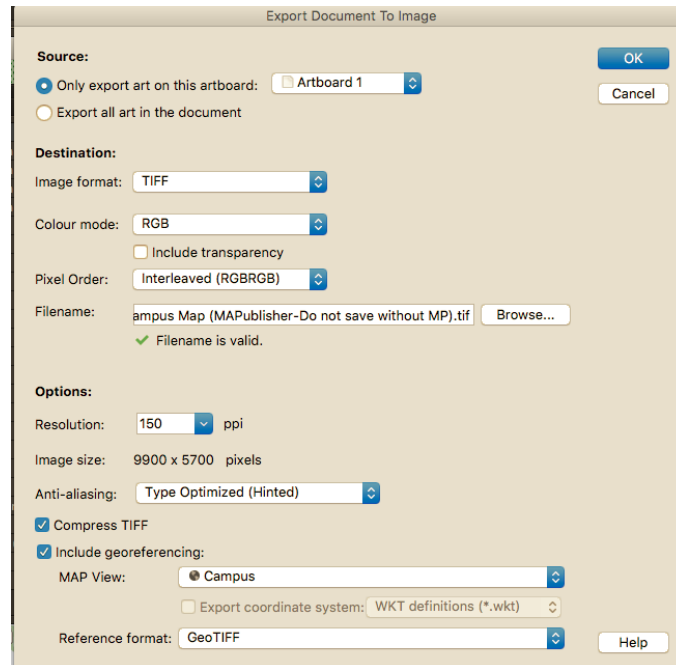 Export Document To Image
Source:
OK
Only export art on this artboard: Artboard 1
Cancel
Export all art in the document
Destination:
Image format: TIFF
Colour mode: RGB
Include transparency
Pixel Order: Interleaved (RGBRGB)
Filename: ampus Map (MAPublisher-Do not save without MP).tif Browse...
Filename is valid.
Options:
Resolution: 150 ppi
Image size: 9900 x 5700 pixels
Anti-aliasing: Type Optimized (Hinted)
Compress TIFF
Include georeferencing:
MAP View: Campus
Export coordinate system: WKT definitions (*.wkt)
Reference format: GeoTIFF Help